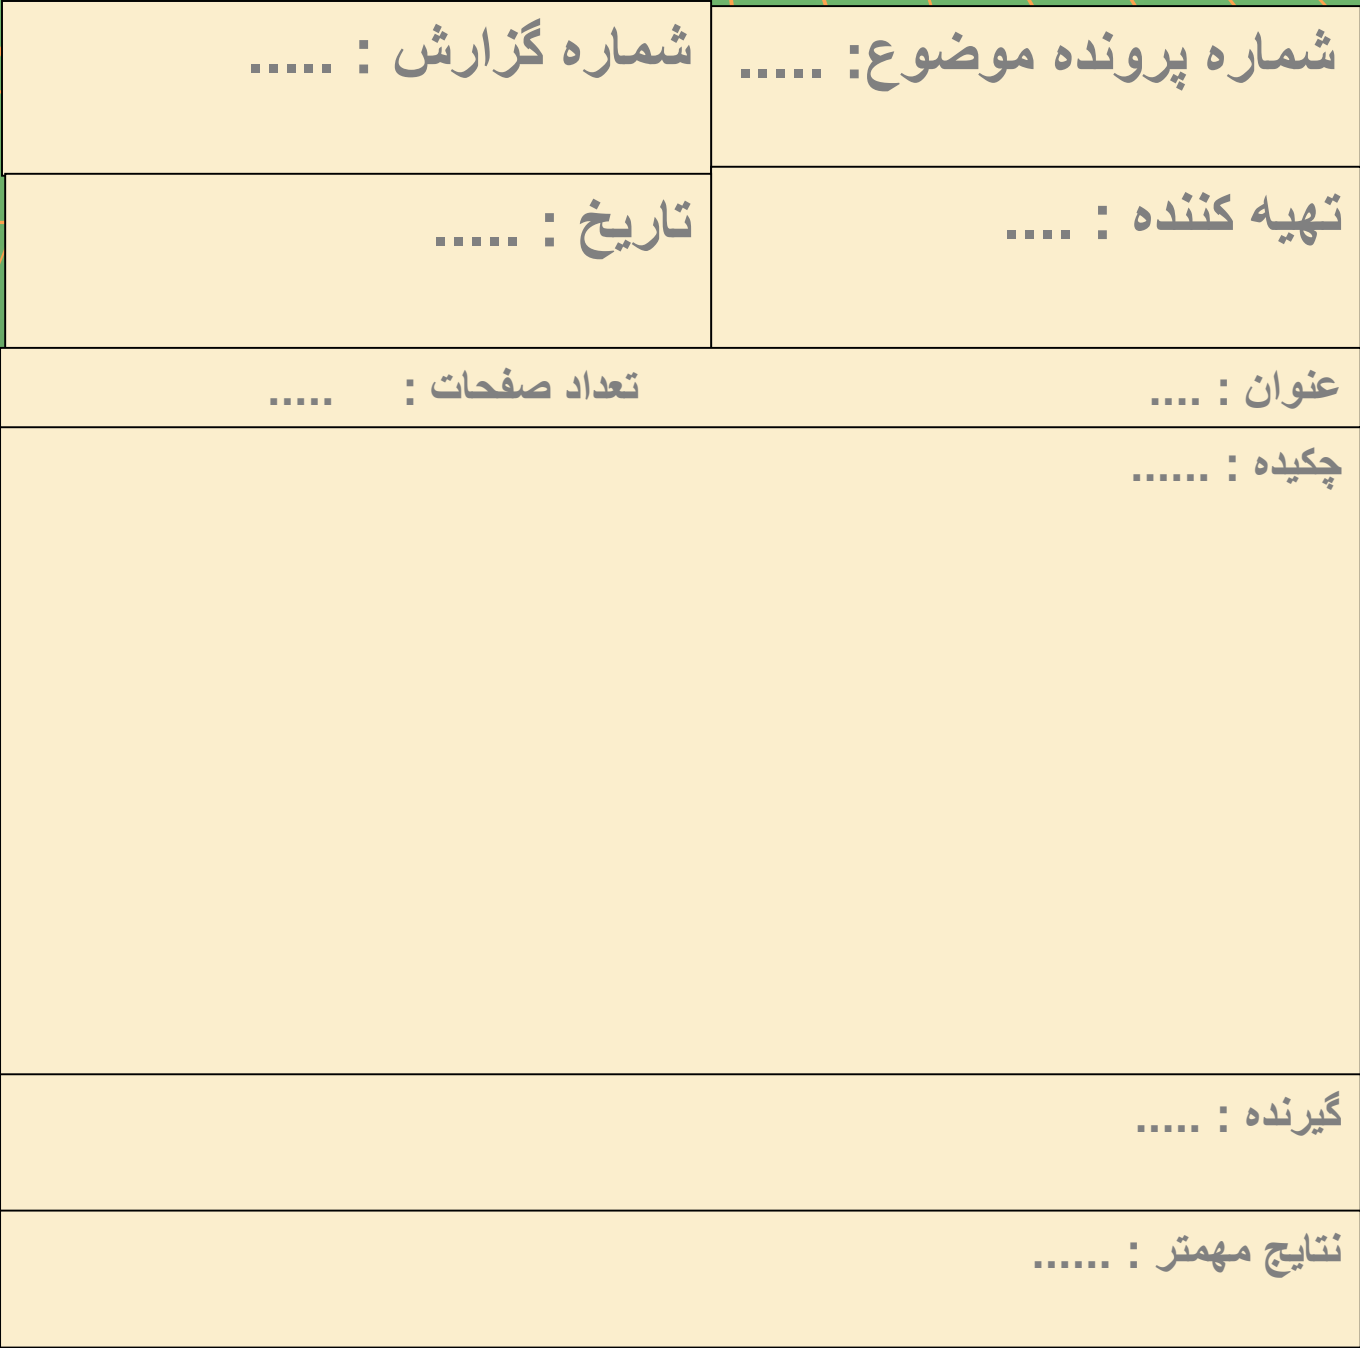 شماره پرونده موضوع: .....
شماره گزارش : .....
تهیه کننده : ....
تاریخ : .....
عنوان : .... تعداد صفحات : .....
چکیده : ......
گیرنده : .....
نتایج مهمتر : ......